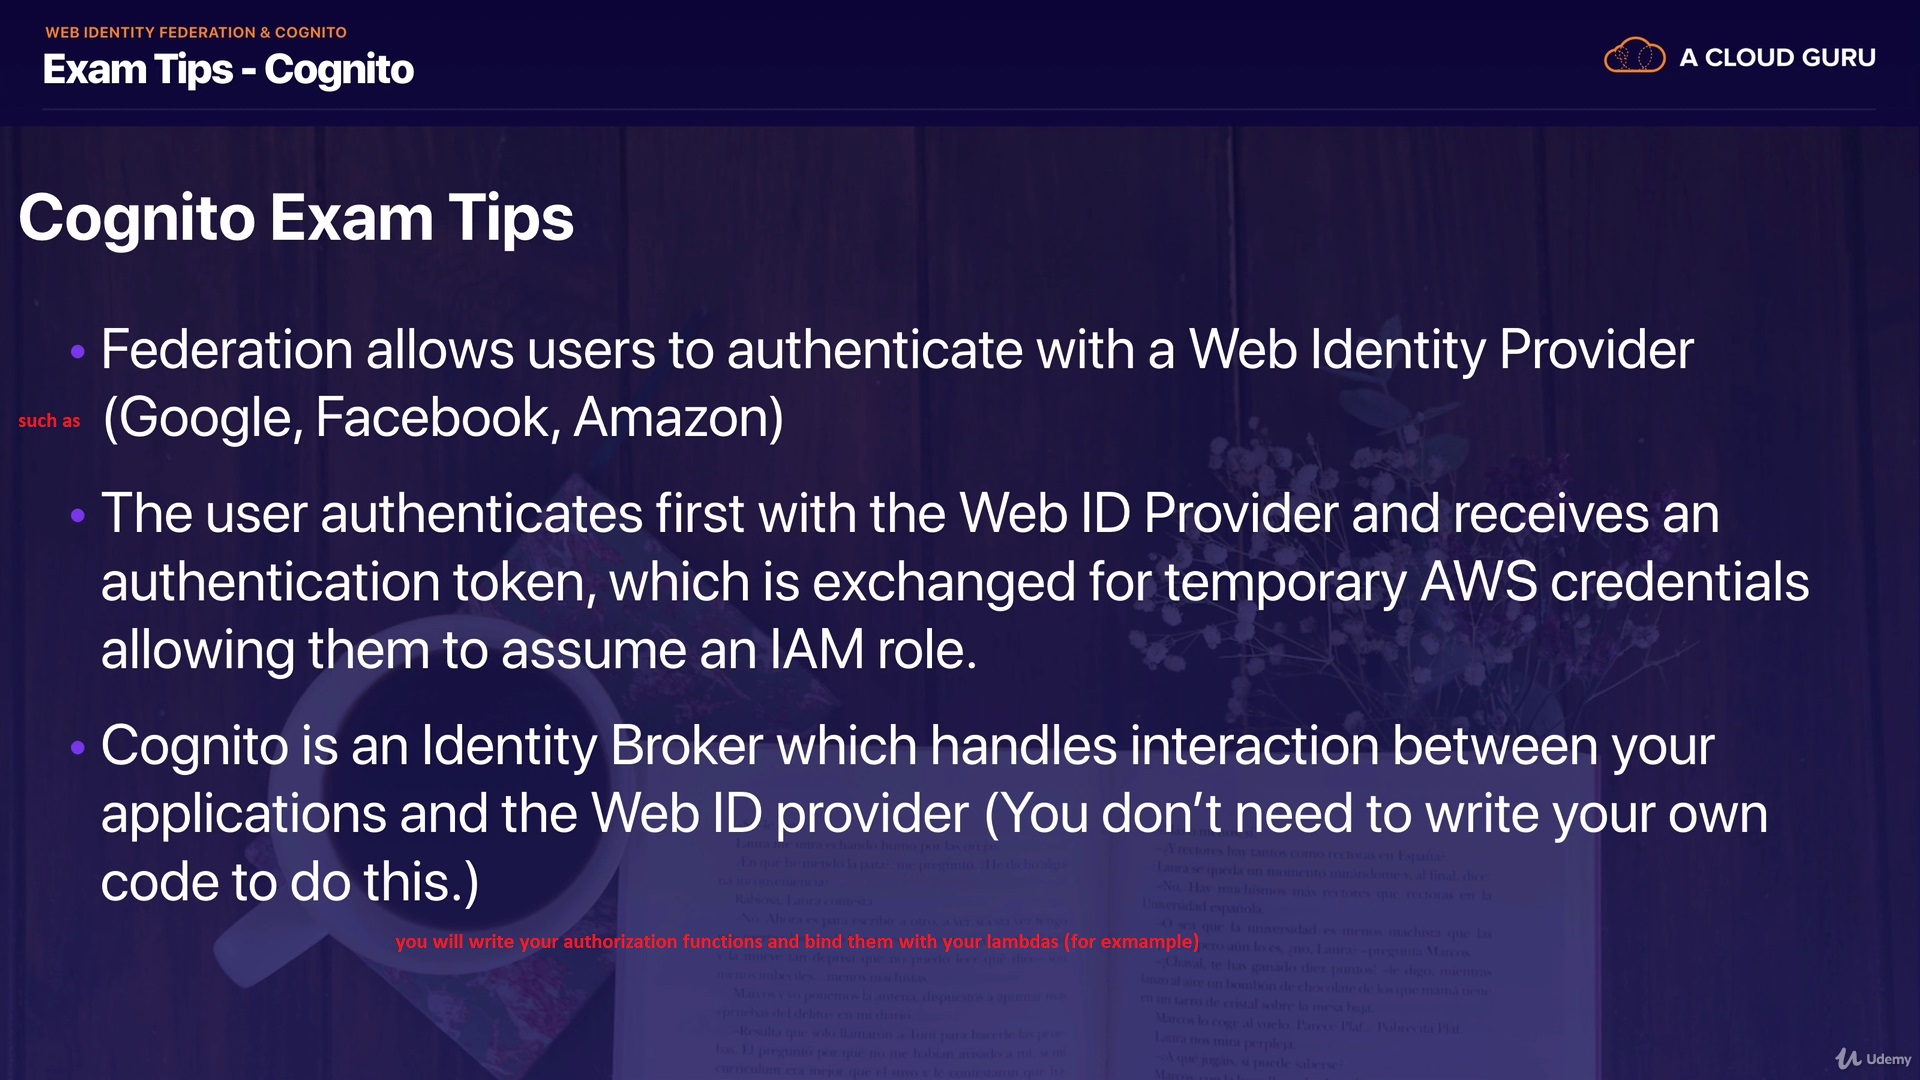 WEB IDENTITY FEDERATION & COGNITO
Exam Tips - Cognito
A CLOUD GURU
Cognito Exam Tips
• Federation allows users to authenticate with a Web Identity Provider
such as (Google, Facebook, Amazon)
• The user authenticates first with the Web ID Provider and receives an
authentication token, which is exchanged for temporary AWS credentials
allowing them to assume an IAM role.
• Cognito is an Identity Broker which handles interaction between your
applications and the Web ID provider (You don't need to write your own
code to do this.)
you will write your authorization functions and bind them with your lambdas (for exmample)
Udemy